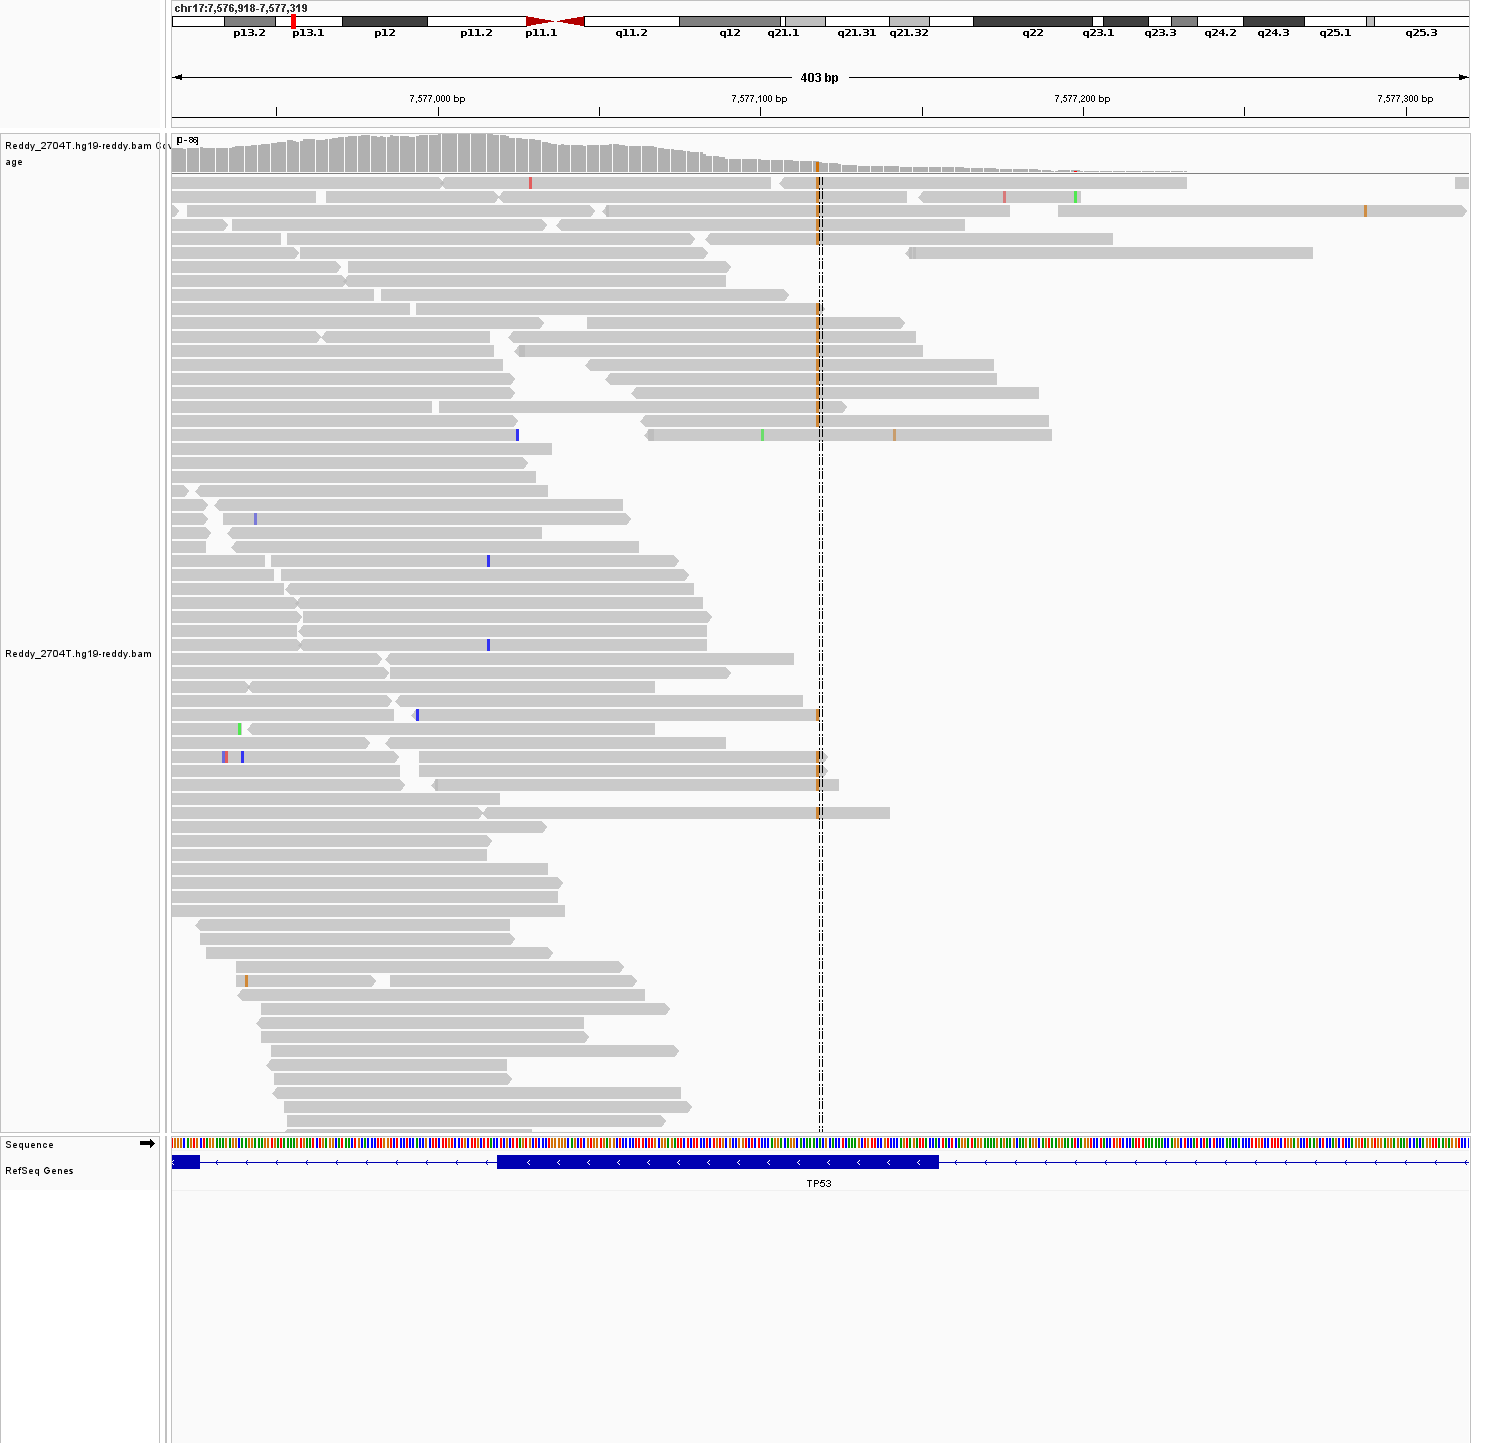 chr17:7,576,918-7,577,319
p13.2 p13.1 p12 p11.2 p11.1 q11.2 q12 q21.1 q21.31 q21.32 q22 q23.1 q23.3 q24.2 q24.3 q25.1 q25.3
403 bp
7,577,000 bp 7,577,100 bp 7,577,200 bp 7,577,300 bp
Reddy_2704T.hg19-reddy.bam Cov
age
[0 - 86]
Reddy_2704T.hg19-reddy.bam
Sequence
RefSeq Genes
TP53